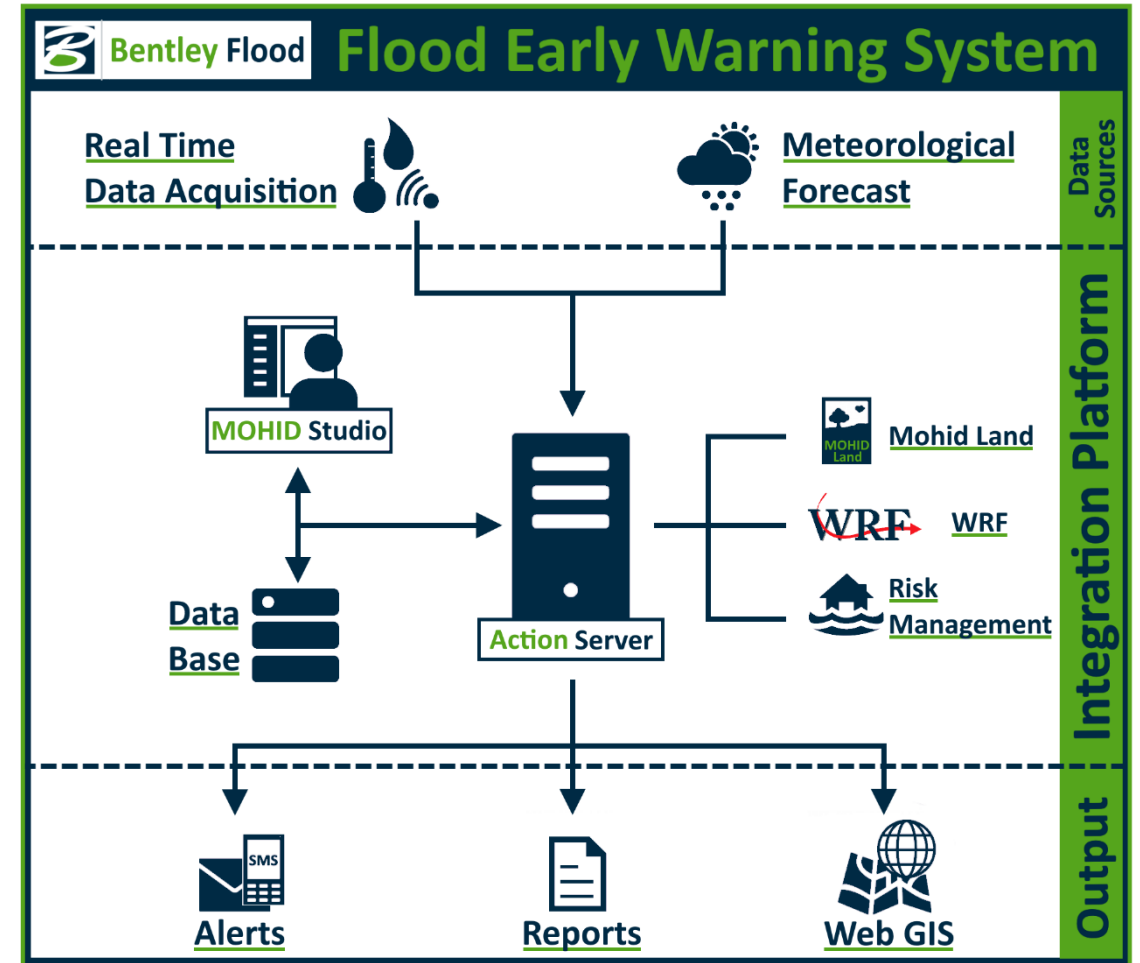 Bentley Flood
Flood Early Warning System
Real Time
Data Acquisition
Meteorological
Forecast
Data
Sources
MOHID Studio
MOHID
Land
Mohid Land
WRF
WRF
Risk
Management
Data
Base
Action Server
Integration Platform
SMS
Alerts
Reports
Web GIS
Output